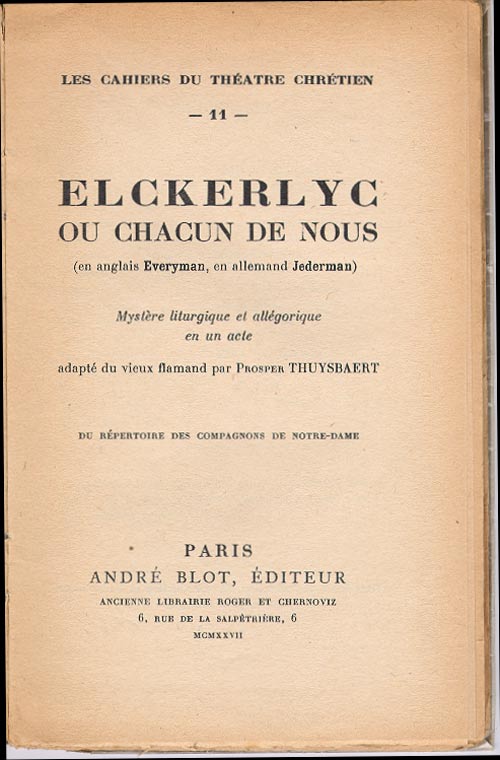 LES CAHIERS DU THÉATRE CHRÉTIEN
— 11 —
ELCKERLYC
OU CHACUN DE NOUS
(en anglais Everyman, en allemand Jederman)
Mystère liturgique et allégorique
en un acte
adapté du vieux flamand par PROSPER THUYSBAERT
DU RÉPERTOIRE DES COMPAGNONS DE NOTRE-DAME
PARIS
ANDRÉ BLOT, ÉDITEUR
ANCIENNE LIBRAIRIE ROGER ET CHERNOVIZ
6, RUE DE LA SALPÊTRIÈRE, 6
MCMXXVII